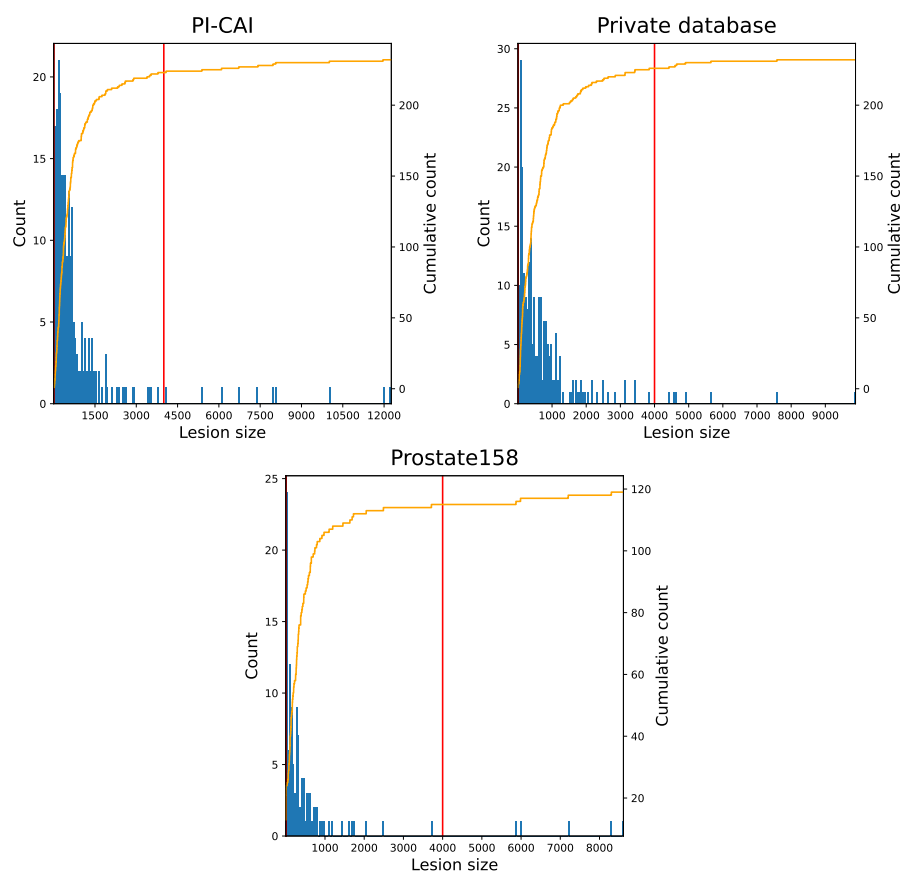 PI-CAI
20
15
10
5
0
Count
200
150
100
50
0
Cumulative count
1500 3000 4500 6000 7500 9000 10500 12000
Lesion size
Private database
30
25
20
15
10
5
0
Count
200
150
100
50
0
Cumulative count
1000 2000 3000 4000 5000 6000 7000 8000 9000
Lesion size
Prostate158
25
20
15
10
5
0
Count
120
100
80
60
40
20
Cumulative count
1000 2000 3000 4000 5000 6000 7000 8000
Lesion size